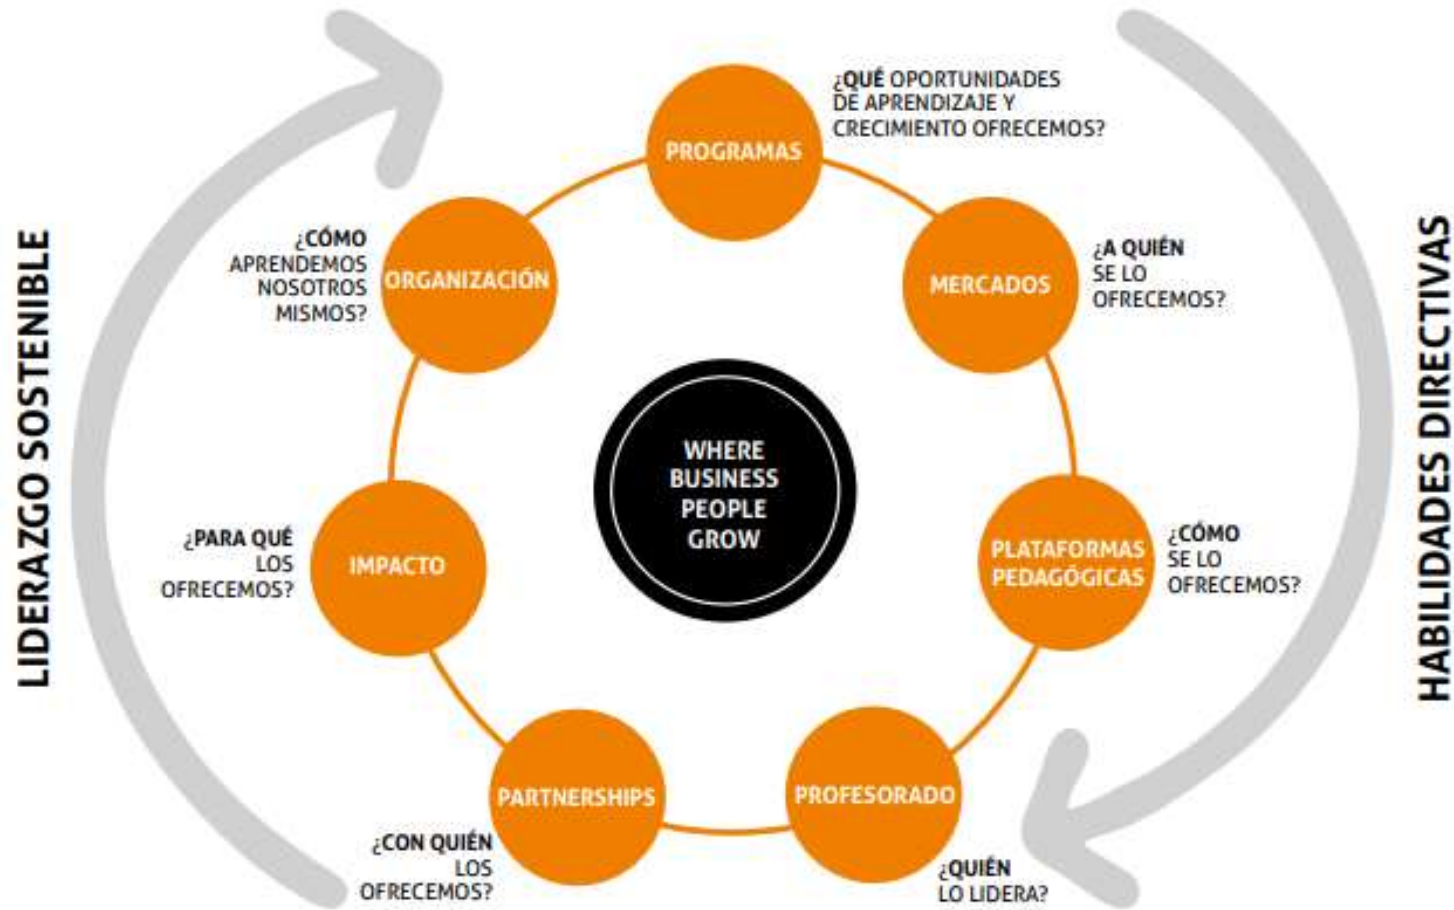 PROGRAMAS
¿QUÉ OPORTUNIDADES
DE APRENDIZAJE Y
CRECIMIENTO OFRECEMOS?
MERCADOS
¿A QUIÉN
SE LO
OFRECEMOS?
PLATAFORMAS
PEDAGÓGICAS
¿CÓMO
SE LO
OFRECEMOS?
PROFESORADO
¿QUIÉN
LO LIDERA?
PARTNERSHIPS
¿CON QUIÉN
LOS
OFRECEMOS?
IMPACTO
¿PARA QUÉ
LOS
OFRECEMOS?
ORGANIZACIÓN
¿CÓMO
APRENDEMOS
NOSOTROS
MISMOS?
WHERE
BUSINESS
PEOPLE
GROW
LIDERAZGO SOSTENIBLE
HABILIDADES DIRECTIVAS